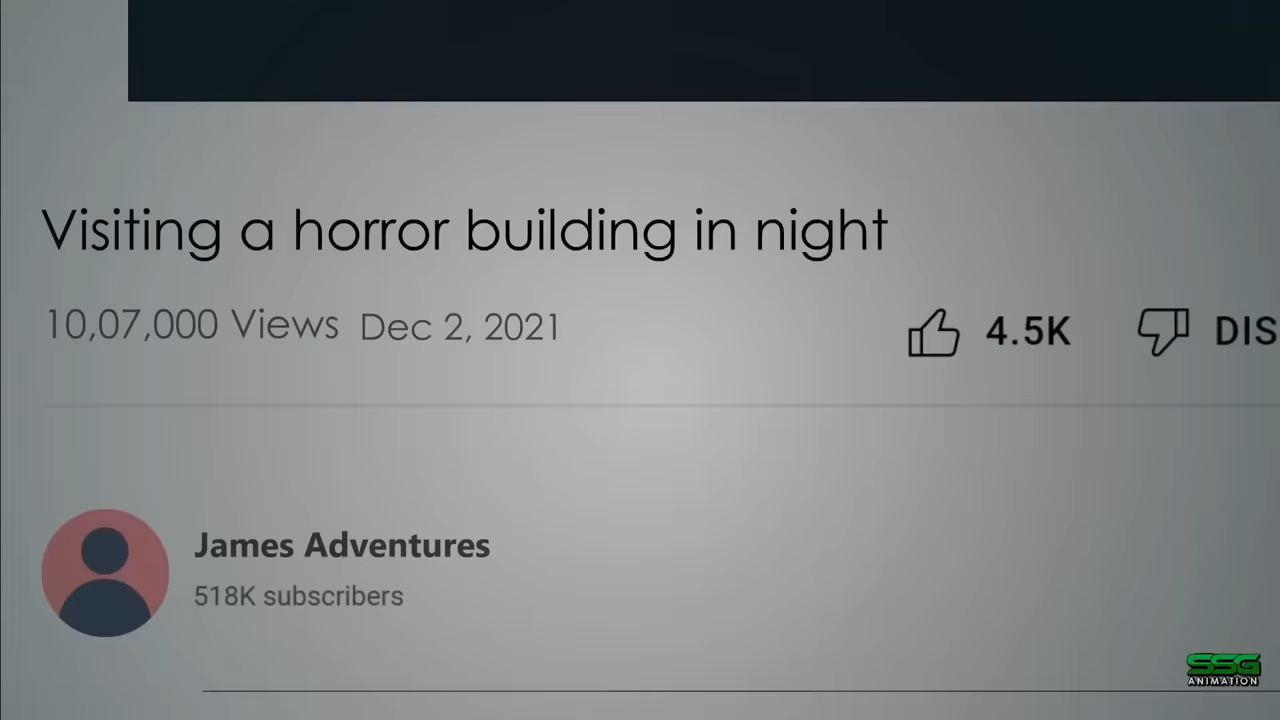 Visiting a horror building in night
10,07,000 Views Dec 2, 2021
4.5K
DIS
James Adventures
518K subscribers
SSG
ANIMATION